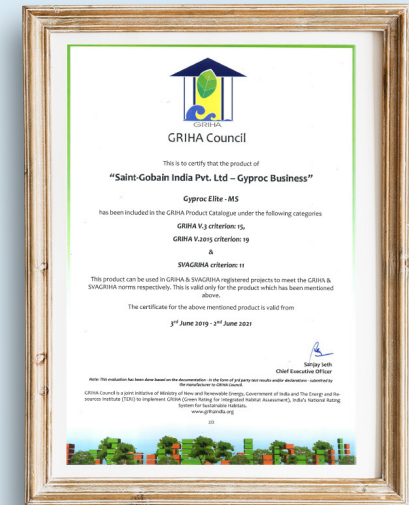 GRIHA
GRIHA Council
This is to certify that the product of
“Saint-Gobain India Pvt. Ltd – Gyproc Business”
Gyproc Elite - MS
has been included in the GRIHA Product Catalogue under the following categories
GRIHA V.3 criterion: 15,
GRIHA V.2015 criterion: 19
&
SVAGRIHA criterion: 11
This product can be used in GRIHA & SVAGRIHA registered projects to meet the GRIHA &
SVAGRIHA norms respectively. This is valid only for the product which has been mentioned
above.
The certificate for the above mentioned product is valid from
3rd June 2019 - 2nd June 2021
Sanjay Seth
Chief Executive Officer
Note: This evaluation has been done based on the documentation - in the form of 3rd party test results and/or declarations - submitted by
the manufacturer to GRIHA Council.
GRIHA Council is a joint initiative of Ministry of New and Renewable Energy, Government of India and The Energy and Re-
sources Institute (TERI) to implement GRIHA (Green Rating for Integrated Habitat Assessment), India's National Rating
System for Sustainable Habitats.
www.grihaindia.org